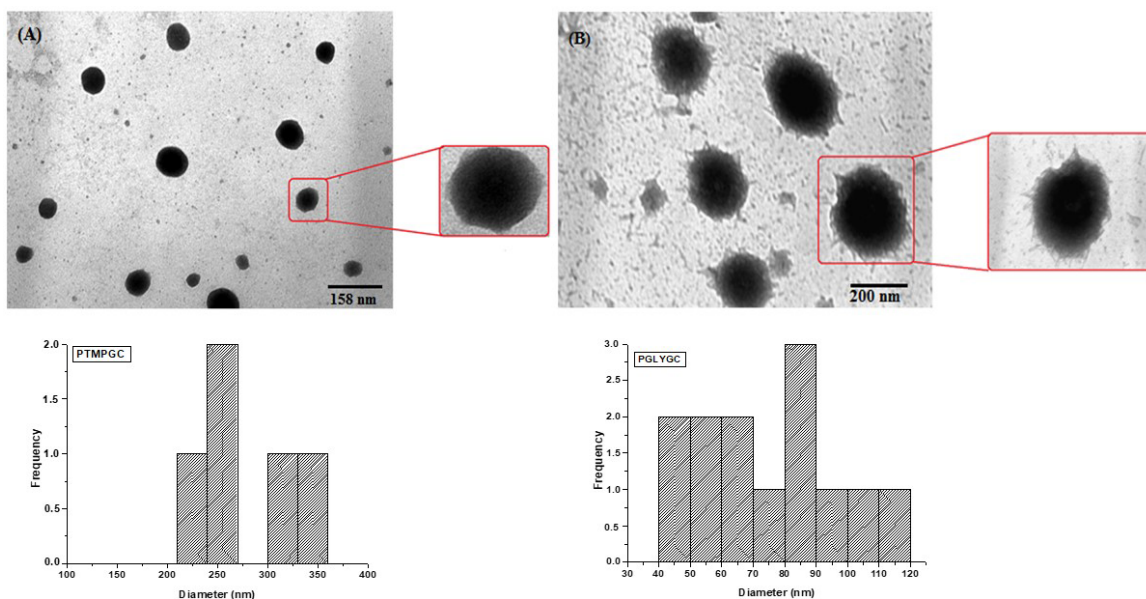 (A)
158 nm
(B)
200 nm
PTMPGC
2.0
1.5
1.0
0.5
0.0
Frequency
100 150 200 250 300 350 400
Diameter (nm)
PGLYGC
3.0
2.5
2.0
1.5
1.0
0.5
0.0
Frequency
30 40 50 60 70 80 90 100 110 120
Diameter (nm)